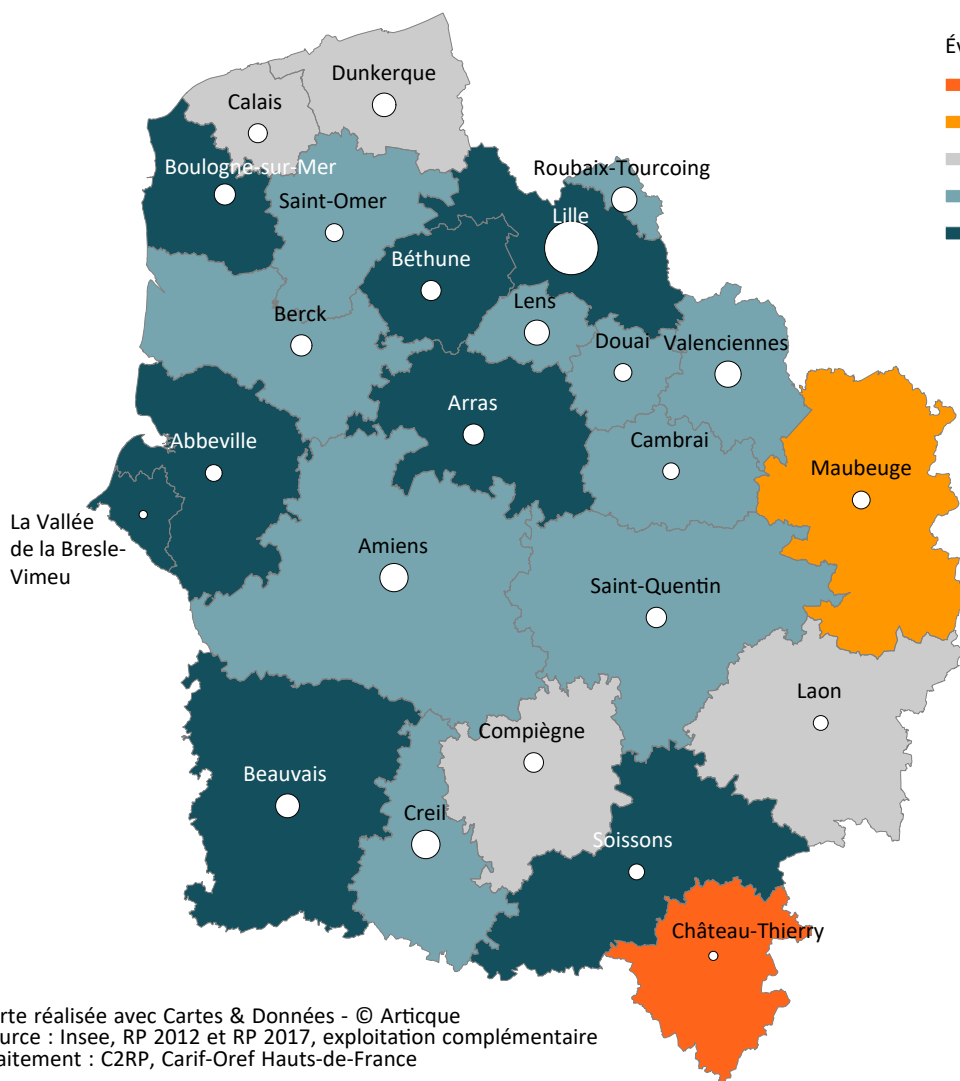 Év
Dunkerque
Calais
Boulogne-sur-Mer
Roubaix-Tourcoing
Saint-Omer
Lille
Béthune
Lens
Berck
Douai
Valenciennes
Arras
Abbeville
Cambrai
Maubeuge
La Vallée
de la Bresle-
Vimeu
Amiens
Saint-Quentin
Laon
Compiègne
Beauvais
Creil
Soissons
Château-Thierry
rte réalisée avec Cartes & Données - © Articque
urce : Insee, RP 2012 et RP 2017, exploitation complémentaire
aitement : C2RP, Carif-Oref Hauts-de-France